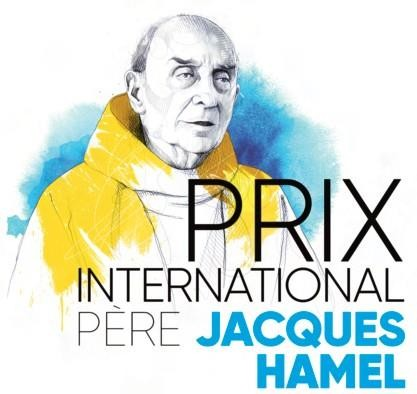 PRIX
INTERNATIONAL
PÈRE JACQUES
HAMEL